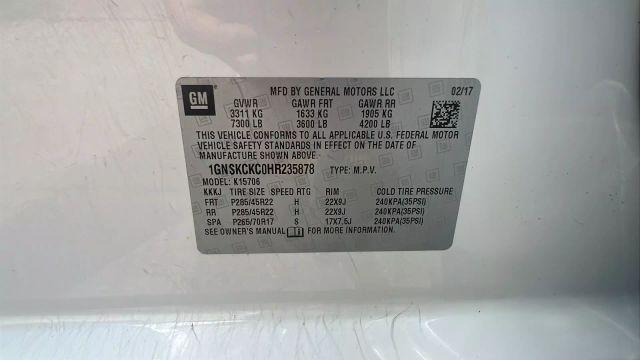 GM
MFD BY GENERAL MOTORS LLC 02/17
GVWR GAWR FRT GAWR RR
3311 KG 1633 KG 1905 KG
7300 LB 3600 LB 4200 LB
THIS VEHICLE CONFORMS TO ALL APPLICABLE U.S. FEDERAL MOTOR
VEHICLE SAFETY STANDARDS IN EFFECT ON THE DATE OF
MANUFACTURE SHOWN ABOVE.
1GNSKCKC0HR235878 TYPE: M.P.V.
MODEL: K15706
KKKJ TIRE SIZE SPEED RTG RIM COLD TIRE PRESSURE
FRT P285/45R22 H 22X9J 240KPA(35PSI)
RR P285/45R22 H 22X9J 240KPA(35PSI)
SPA P265/70R17 S 17X7.5J 240KPA(35PSI)
SEE OWNER'S MANUAL FOR MORE INFORMATION.